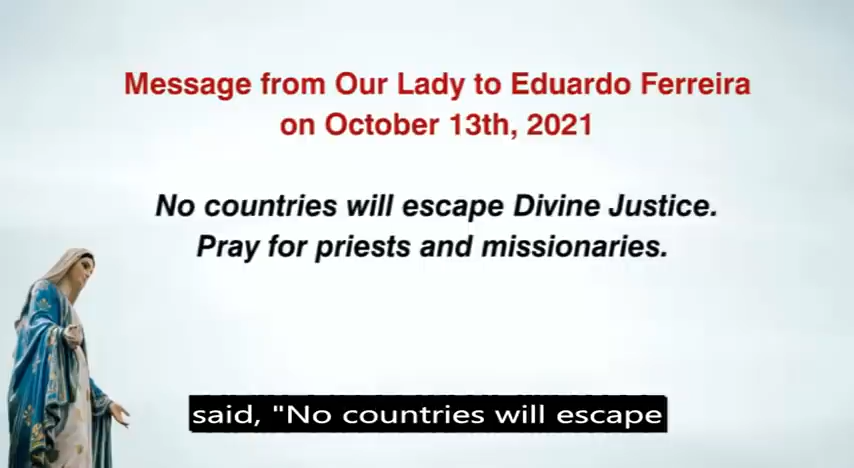 Message from Our Lady to Eduardo Ferreira
on October 13th, 2021
No countries will escape Divine Justice.
Pray for priests and missionaries.
said, "No countries will escape